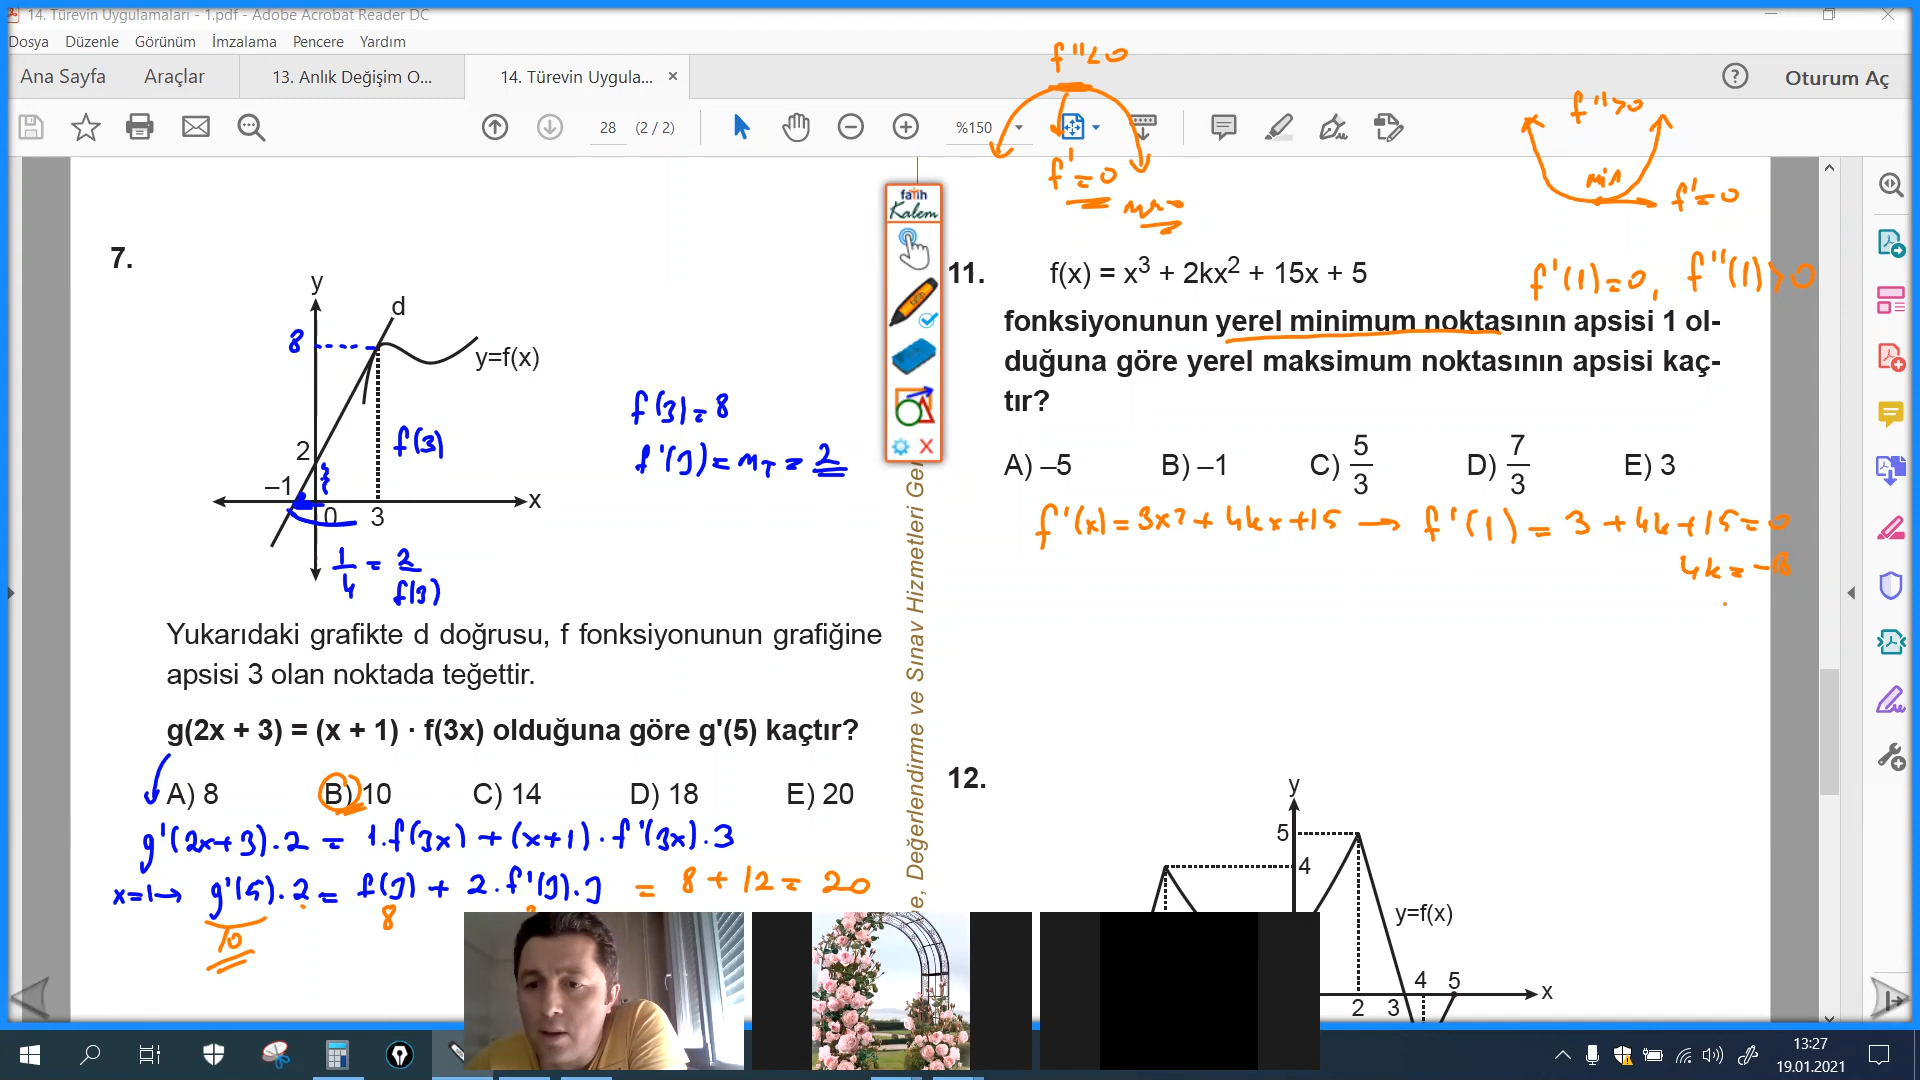 14. Türevin Uygulamaları - 1.pdf - Adobe Acrobat Reader DC
Dosya Düzenle Görünüm İmzalama Pencere Yardım
Ana Sayfa Araçlar 13. Anlık Değişim O... 14. Türevin Uygula... × Oturum Aç
28 (2 / 2) %150
f''<0
f'=0
f''>0
min
f'=0
fatih
Kalem
7.
y
d
8
y=f(x)
2
f(3)
–1
0
3
x
1/4 = 2/f(3)
f(3)=8
f'(3)=mT=2
Yukarıdaki grafikte d doğrusu, f fonksiyonunun grafiğine
apsisi 3 olan noktada teğettir.
g(2x + 3) = (x + 1) · f(3x) olduğuna göre g'(5) kaçtır?
A) 8 B) 10 C) 14 D) 18 E) 20
g'(2x+3).2 = 1.f(3x)+(x+1).f'(3x).3
x=1→ g'(5).2= f(3) + 2.f'(3).3 = 8+12=20
10
8
e, Değerlendirme ve Sınav Hizmetleri Gel
11. f(x) = x³ + 2kx² + 15x + 5
f'(1)=0, f''(1)>0
fonksiyonunun yerel minimum noktasının apsisi 1 ol-
duğuna göre yerel maksimum noktasının apsisi kaç-
tır?
A) –5 B) –1 C) 5/3 D) 7/3 E) 3
f'(x)=3x²+4kx+15 → f'(1)=3+4k+15=0
4k=-18
12.
y
5
4
y=f(x)
2 3 4 5 x
13:27
19.01.2021